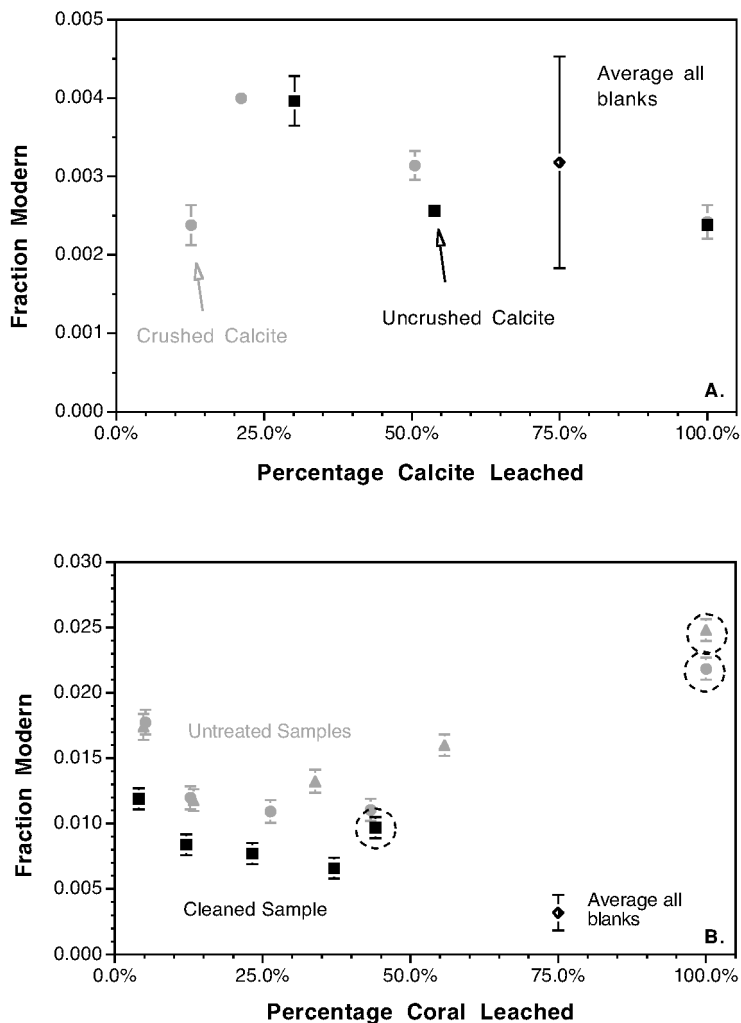 0.005
Average all
blanks
0.004
0.003
Fraction Modern
0.002
Uncrushed Calcite
Crushed Calcite
0.001
A.
0.000
0.0%
25.0%
50.0%
75.0%
100.0%
Percentage Calcite Leached
0.030
0.025
0.020
Untreated Samples
0.015
Fraction Modern
0.010
0.005
Cleaned Sample
Average all
blanks
B.
0.000
0.0%
25.0%
50.0%
75.0%
100.0%
Percentage Coral Leached